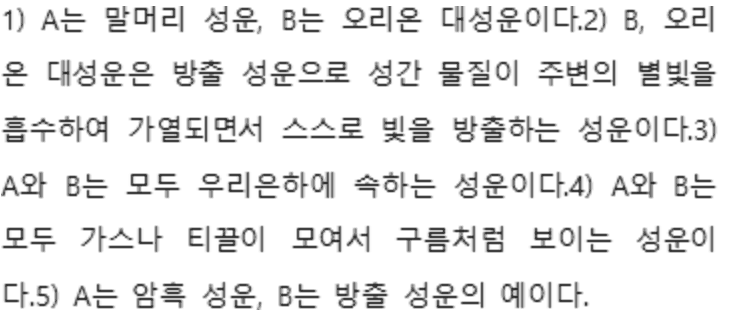 1) A는 말머리 성운, B는 오리온 대성운이다.2) B, 오리
온 대성운은 방출 성운으로 성간 물질이 주변의 별빛을
흡수하여 가열되면서 스스로 빛을 방출하는 성운이다.3)
A와 B는 모두 우리은하에 속하는 성운이다.4) A와 B는
모두 가스나 티끌이 모여서 구름처럼 보이는 성운이
다.5) A는 암흑 성운, B는 방출 성운의 예이다.